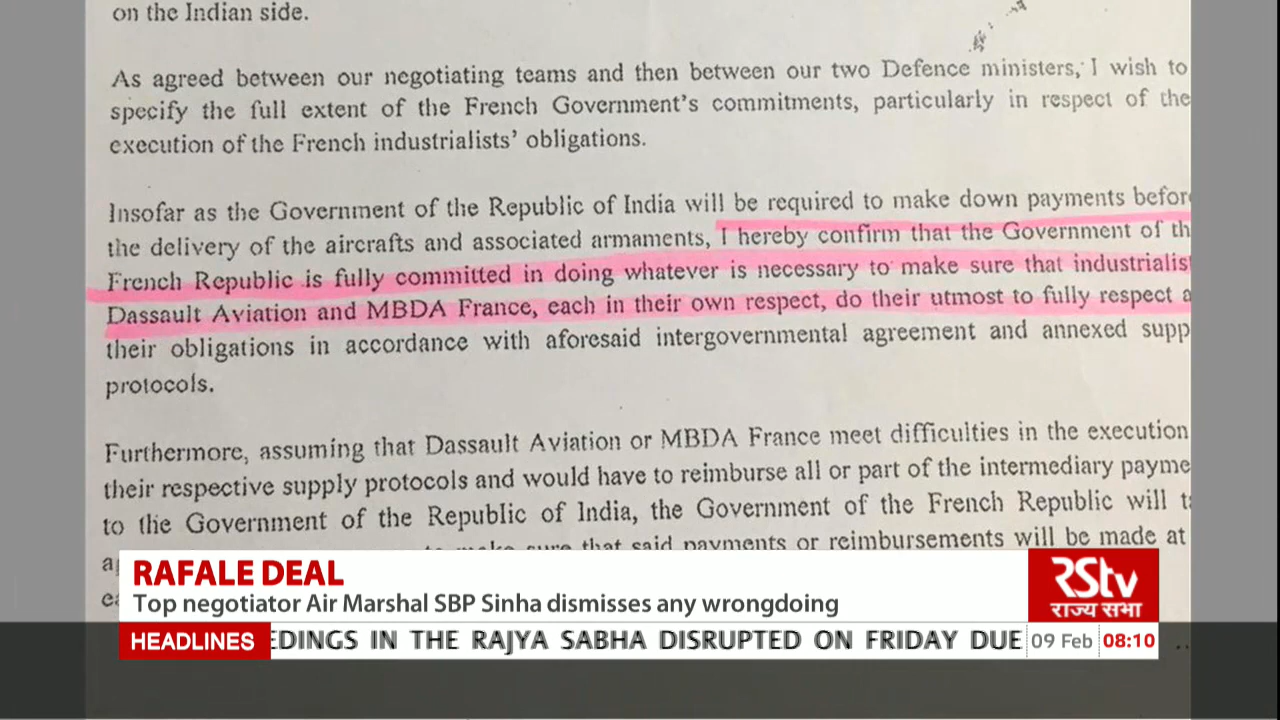 on the Indian side.
As agreed between our negotiating teams and then between our two Defence ministers, I wish to
specify the full extent of the French Government's commitments, particularly in respect of the
execution of the French industrialists' obligations.
Insofar as the Government of the Republic of India will be required to make down payments befor
the delivery of the aircrafts and associated armaments, I hereby confirm that the Government of th
French Republic is fully committed in doing whatever is necessary to make sure that industrialis
Dassault Aviation and MBDA France, each in their own respect, do their utmost to fully respect a
their obligations in accordance with aforesaid intergovernmental agreement and annexed supp
protocols.
Furthermore, assuming that Dassault Aviation or MBDA France meet difficulties in the execution
their respective supply protocols and would have to reimburse all or part of the intermediary payme
to the Government of the Republic of India, the Government of the French Republic will t
make sure that said payments or reimbursements will be made at
RAFALE DEAL
Top negotiator Air Marshal SBP Sinha dismisses any wrongdoing
RSTV
राज्य सभा
HEADLINES EDINGS IN THE RAJYA SABHA DISRUPTED ON FRIDAY DUE 09 Feb 08:10